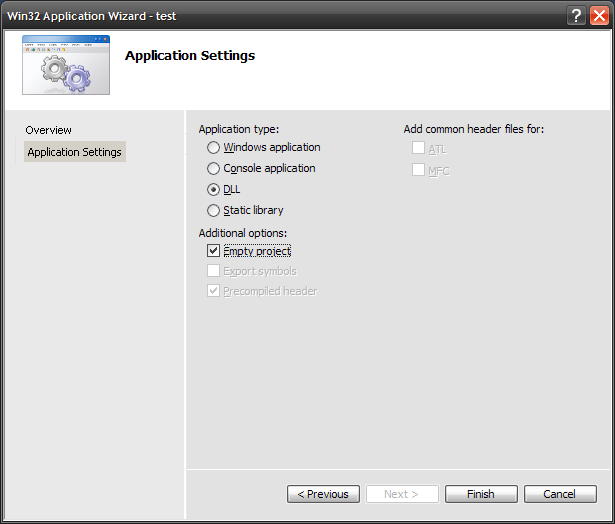 Win32 Application Wizard - test
?
Application Settings
Overview
Application Settings
Application type:
Windows application
Console application
DLL
Static library
Additional options:
Empty project
Export symbols
Precompiled header
Add common header files for:
ATL
MFC
< Previous
Next >
Finish
Cancel